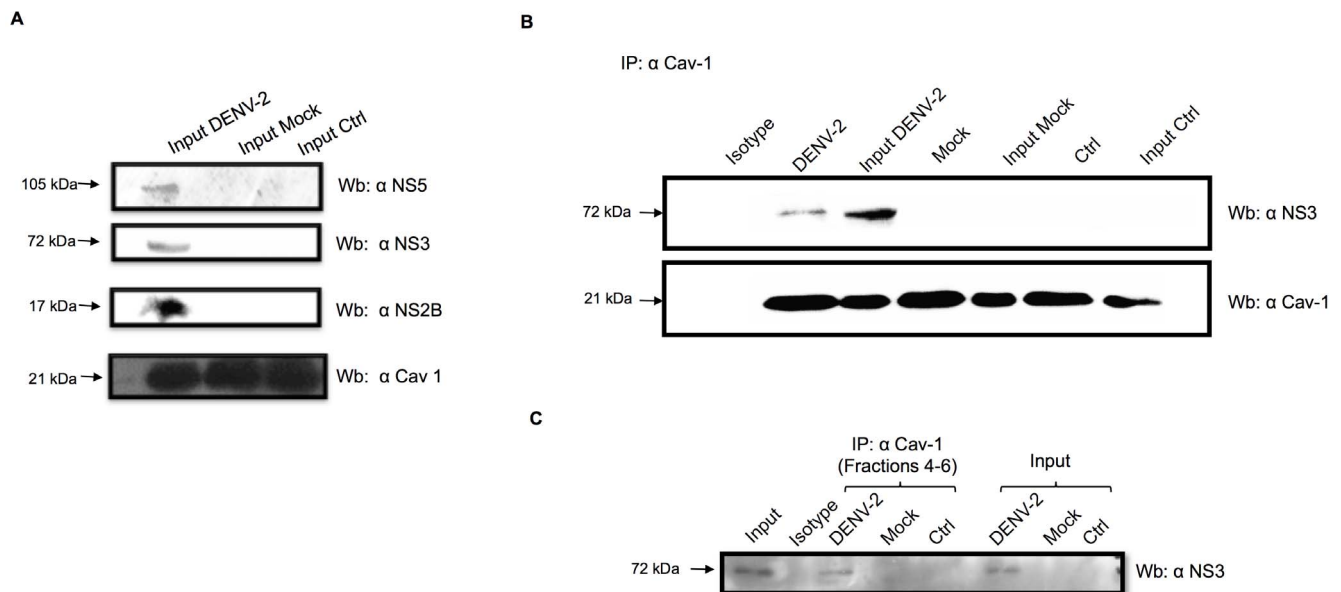 A
Input DENV-2
Input Mock
Input Ctrl
105 kDa
Wb: α NS5
72 kDa
Wb: α NS3
17 kDa
Wb: α NS2B
21 kDa
Wb: α Cav 1
B
IP: α Cav-1
Isotype
DENV-2
Input DENV-2
Mock
Input Mock
Ctrl
Input Ctrl
72 kDa
Wb: α NS3
21 kDa
Wb: α Cav-1
C
IP: α Cav-1
(Fractions 4-6)
Input
Input
Isotype
DENV-2
Mock
Ctrl
DENV-2
Mock
Ctrl
72 kDa
Wb: α NS3